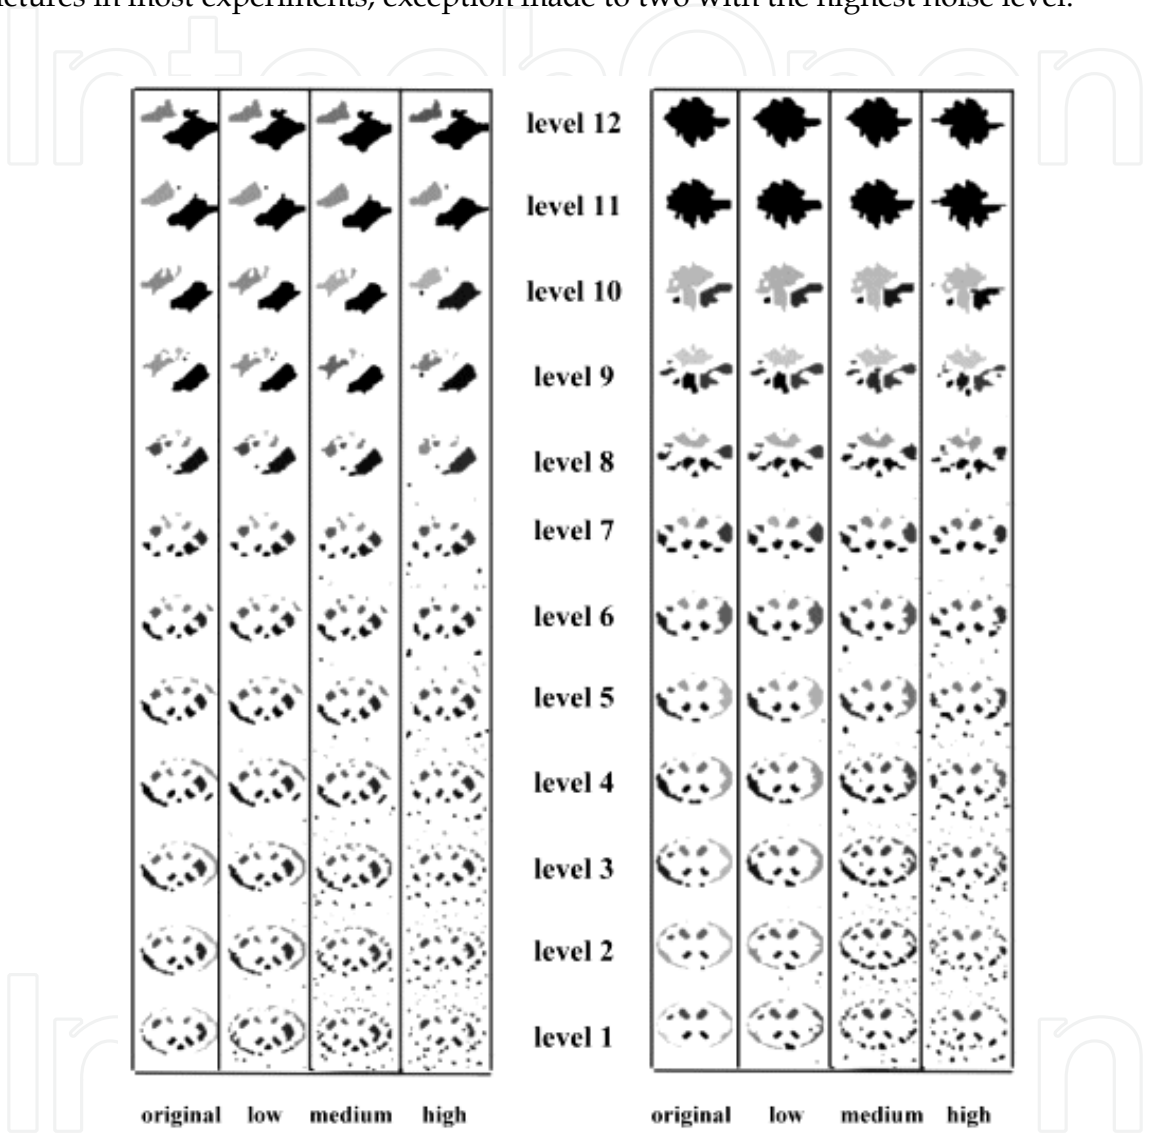 in most experiments, exception made to two with the highest noise level.
IntechOpen
level 12
level 11
level 10
level 9
level 8
level 7
level 6
level 5
level 4
level 3
level 2
level 1
original low medium high original low medium high